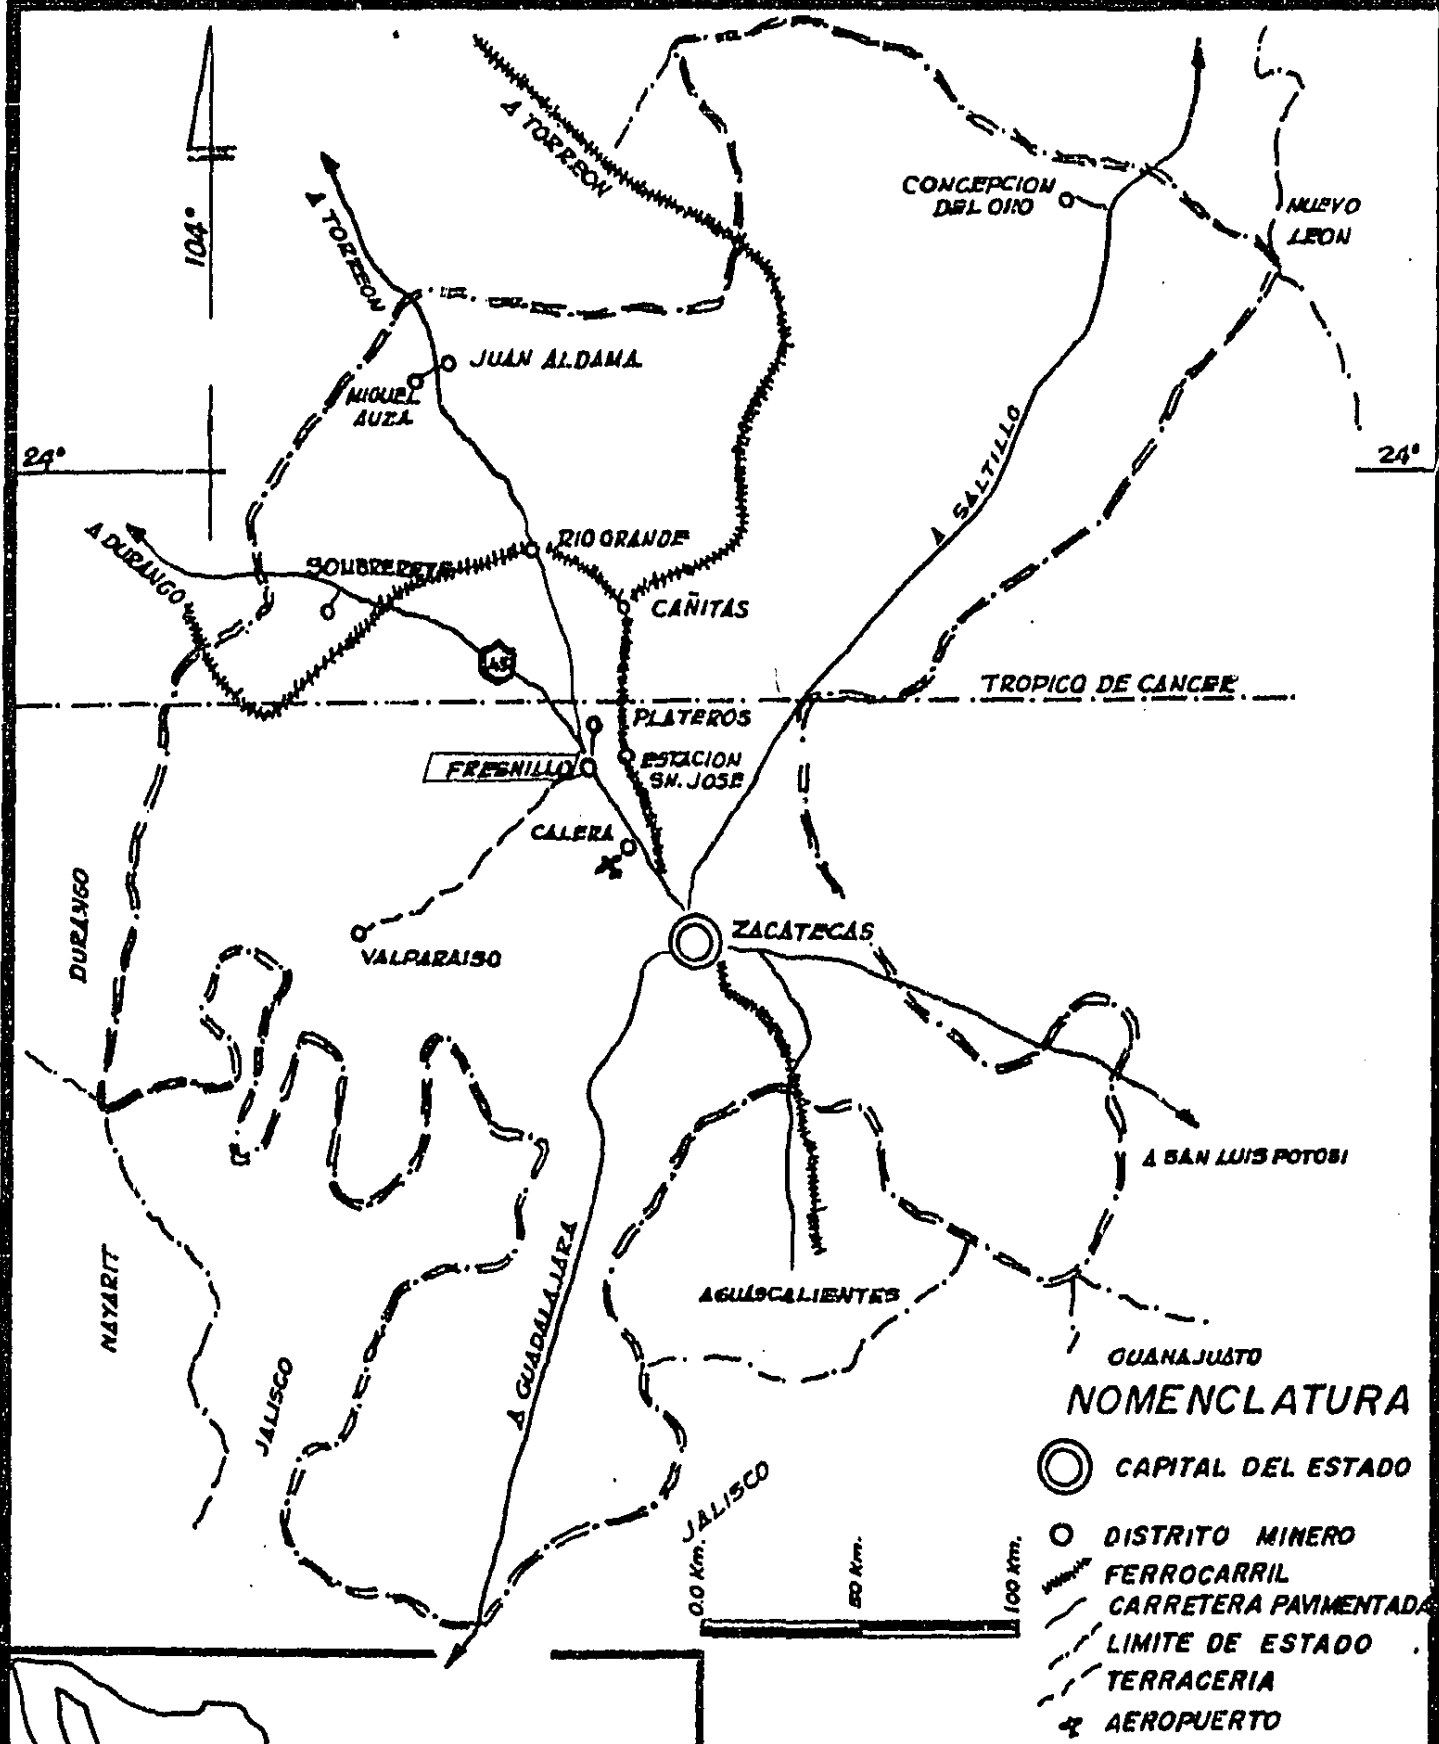 A TORREON
104°
A TORREON
CONCEPCION
DEL ORO
NUEVO
LEON
JUAN ALDAMA
MIGUEL
AUZA
24°
24°
A SALTILLO
A DURANGO
SOMBRERETE
RIO GRANDE
CAÑITAS
45
TROPICO DE CANCER
PLATEROS
FRESNILLO
ESTACION
SN. JOSE
CALERA
DURANGO
VALPARAISO
ZACATECAS
A SAN LUIS POTOSI
NAYARIT
A GUADALAJARA
AGUASCALIENTES
JALISCO
GUANAJUATO
JALISCO
NOMENCLATURA
CAPITAL DEL ESTADO
DISTRITO MINERO
FERROCARRIL
CARRETERA PAVIMENTADA
LIMITE DE ESTADO
TERRACERIA
AEROPUERTO
0.0 Km.
50 Km.
100 Km.